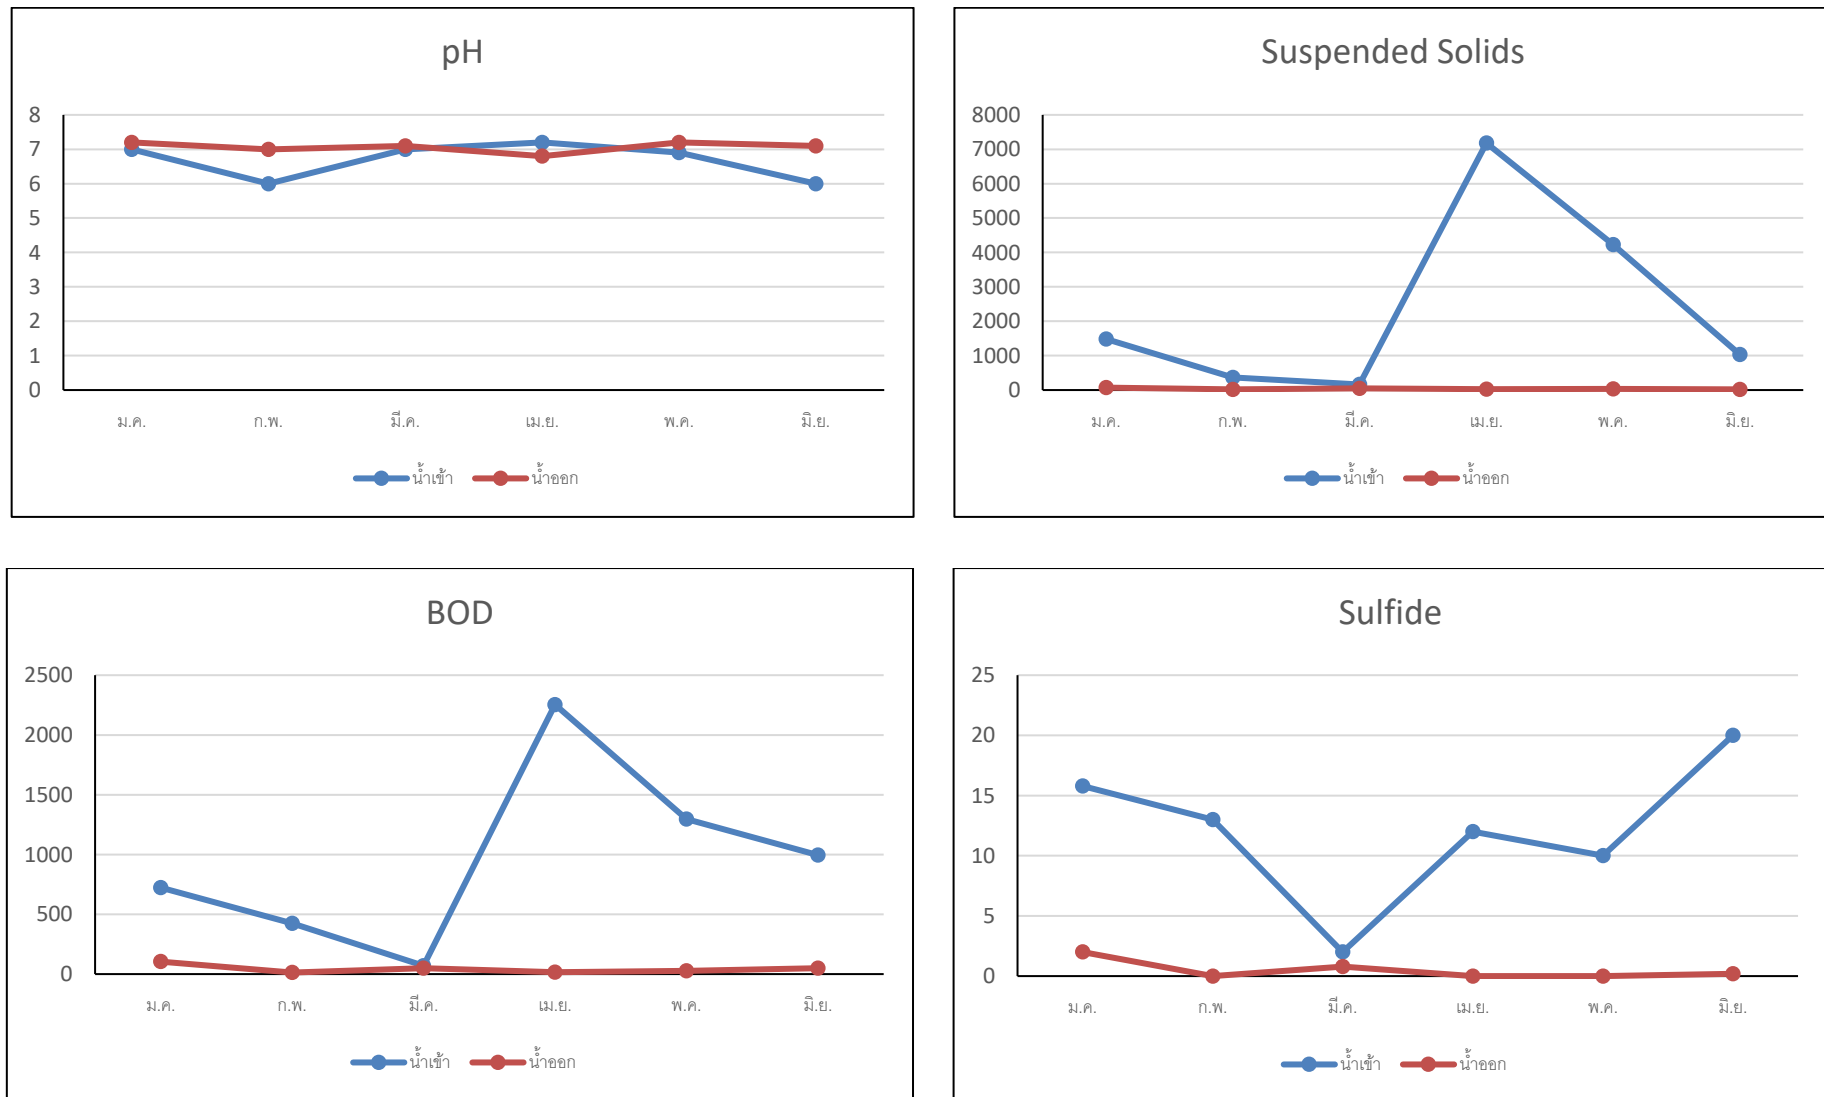 pH
8
7
6
5
4
3
2
1
0
ม.ค. ก.พ. มี.ค. เม.ย. พ.ค. มิ.ย.
น้ำเข้า น้ำออก
Suspended Solids
8000
7000
6000
5000
4000
3000
2000
1000
0
ม.ค. ก.พ. มี.ค. เม.ย. พ.ค. มิ.ย.
น้ำเข้า น้ำออก
BOD
2500
2000
1500
1000
500
0
ม.ค. ก.พ. มี.ค. เม.ย. พ.ค. มิ.ย.
น้ำเข้า น้ำออก
Sulfide
25
20
15
10
5
0
ม.ค. ก.พ. มี.ค. เม.ย. พ.ค. มิ.ย.
น้ำเข้า น้ำออก